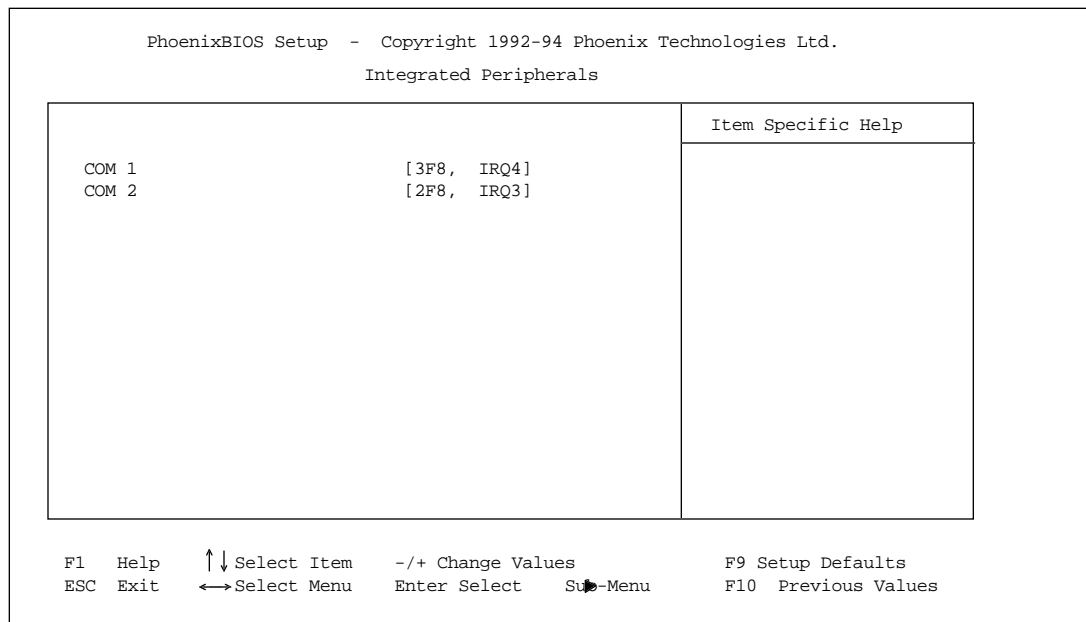 PhoenixBIOS Setup - Copyright 1992-94 Phoenix Technologies Ltd.
Integrated Peripherals
Item Specific Help
COM 1 [3F8, IRQ4]
COM 2 [2F8, IRQ3]
F1 Help ↑↓ Select Item -/+ Change Values F9 Setup Defaults
ESC Exit ↔ Select Menu Enter Select Sub-Menu F10 Previous Values